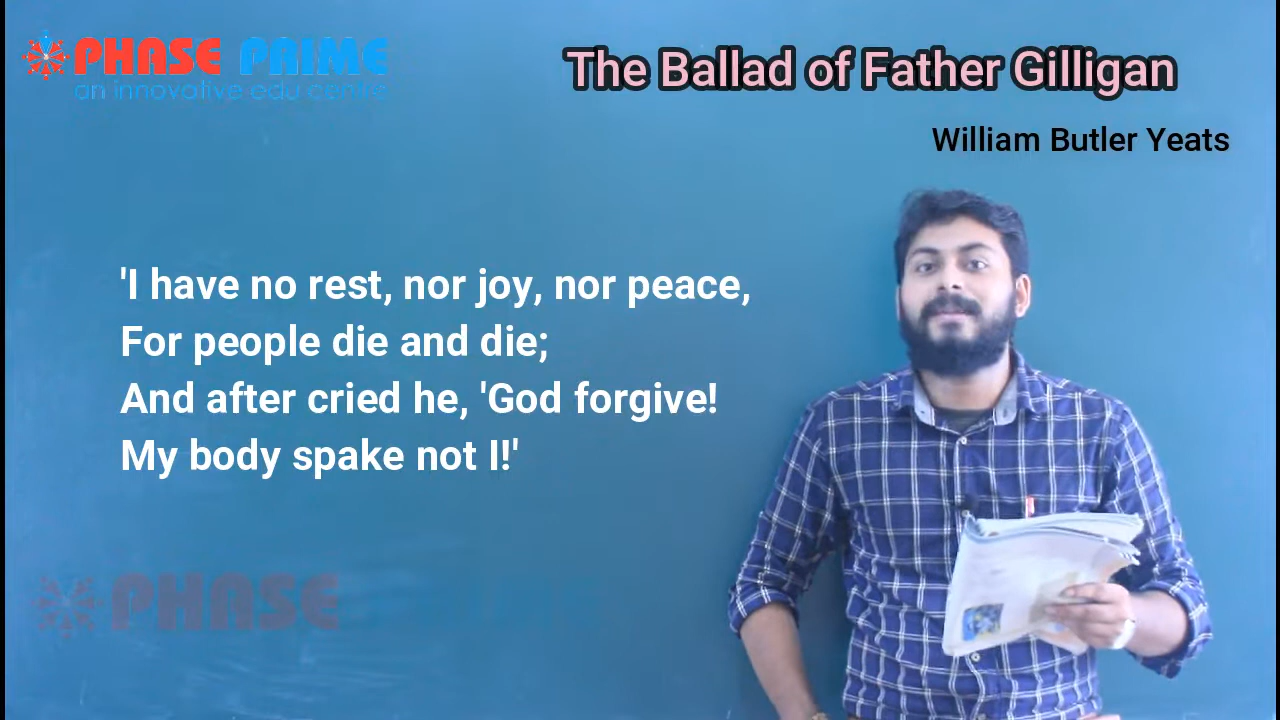 PHASE PRIME
an innovative edu centre
The Ballad of Father Gilligan
William Butler Yeats
'I have no rest, nor joy, nor peace,
For people die and die;
And after cried he, 'God forgive!
My body spake not I!'
PHASE